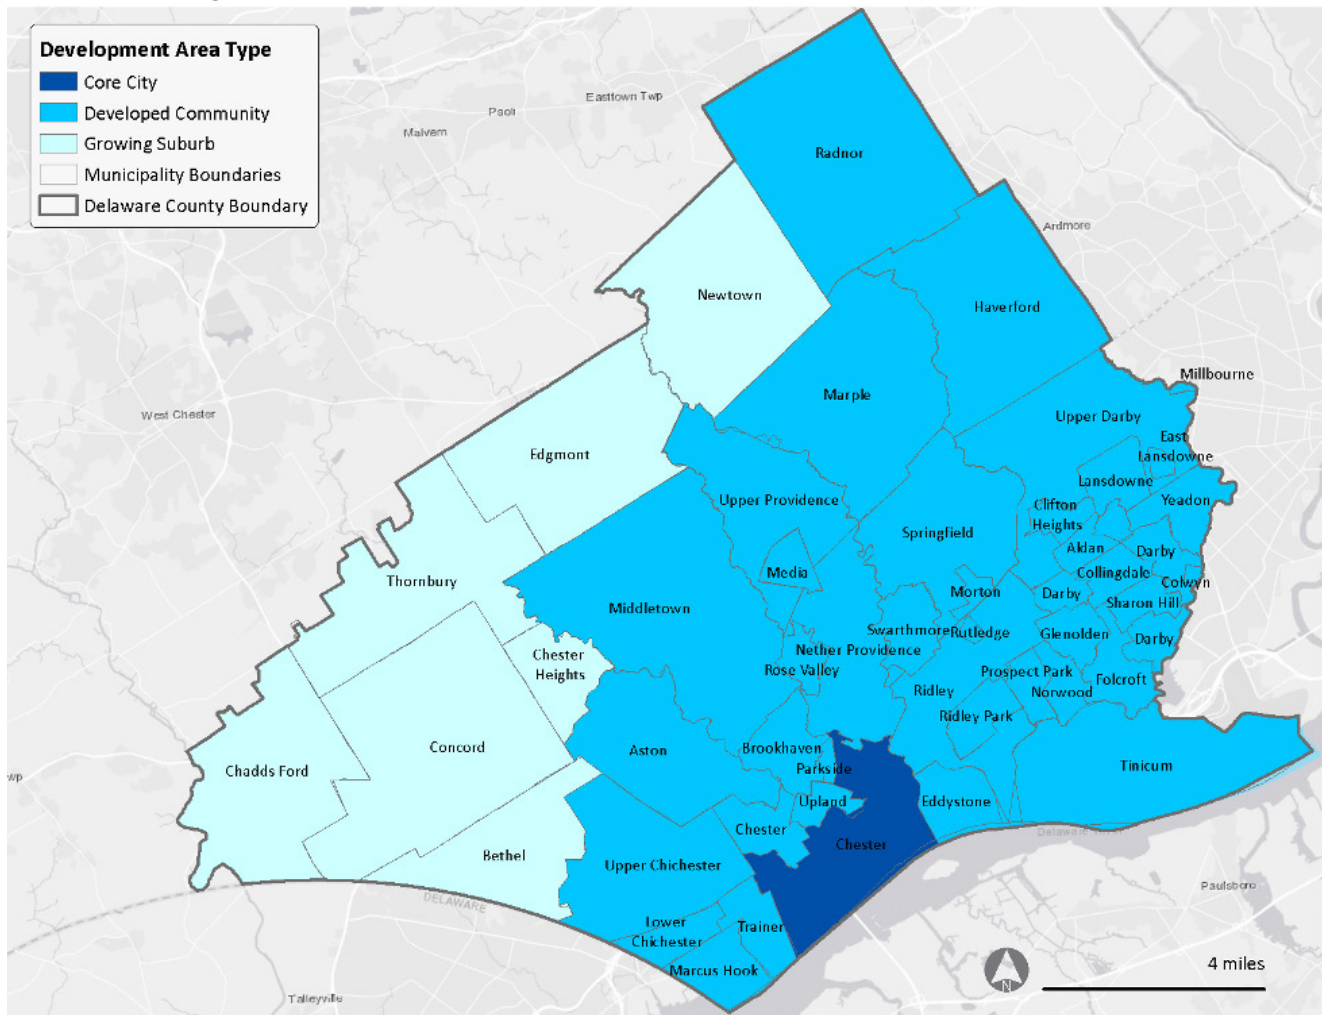 Development Area Type
Core City
Developed Community
Growing Suburb
Municipality Boundaries
Delaware County Boundary
Easttown Twp
Paoli
Malvern
Radnor
Ardmore
Newtown
Haverford
Millbourne
Marple
West Chester
Upper Darby
East
Lansdowne
Edgmont
Lansdowne
Upper Providence
Yeadon
Clifton
Heights
Springfield
Aldan
Darby
Media
Collingdale
Colwyn
Thornbury
Morton
Darby
Sharon Hill
Middletown
Swarthmore
Rutledge
Glenolden
Darby
Nether Providence
Chester
Heights
Rose Valley
Prospect Park
Folcroft
Ridley
Norwood
Ridley Park
Concord
Aston
Brookhaven
Chadds Ford
Parkside
Tinicum
wp
Upland
Eddystone
Chester
Chester
Bethel
Upper Chichester
Paulsboro
DELAWARE
Lower
Chichester
Trainer
Marcus Hook
4 miles
N
Talleyville